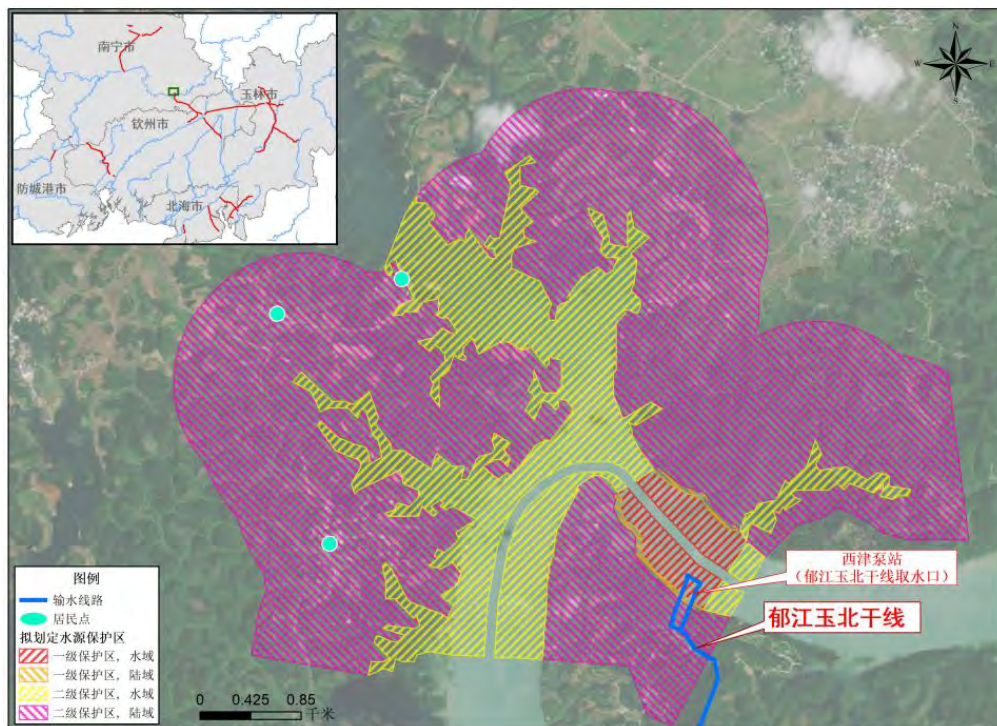 南宁市
玉林市
钦州市
防城港市
北海市
N
W
E
S
西津泵站
（郁江玉北干线取水口）
郁江玉北干线
图例
输水线路
居民点
拟划定水源保护区
一级保护区，水域
一级保护区，陆域
二级保护区，水域
二级保护区，陆域
0 0.425 0.85
千米